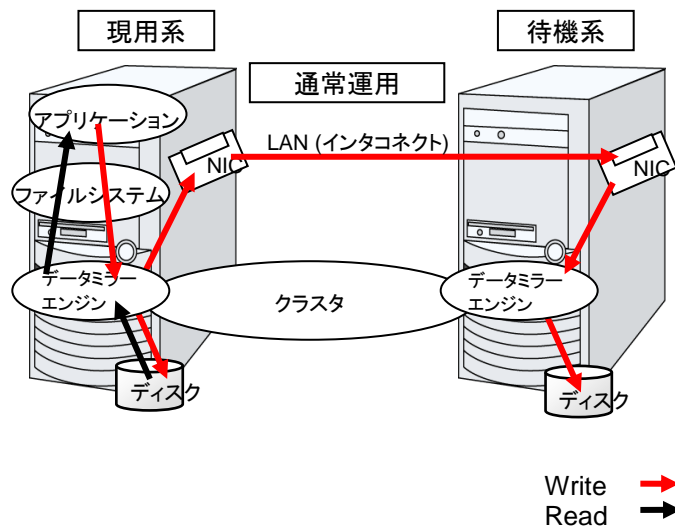 現用系
待機系
通常運用
アプリケーション
LAN (インタコネクト)
NIC
NIC
ファイルシステム
データミラー
エンジン
クラスタ
データミラー
エンジン
ディスク
ディスク
Write
Read